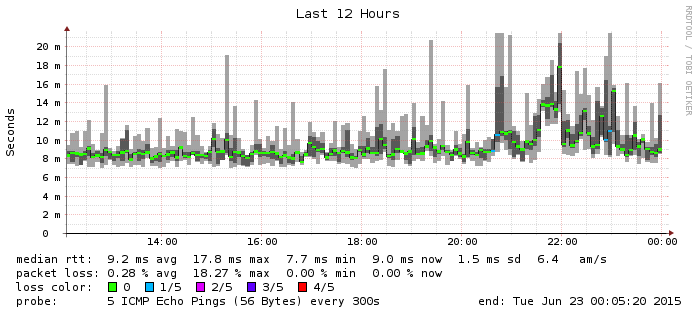 Last 12 Hours
RRDTOOL / TOBI OETIKER
Seconds
20 m
18 m
16 m
14 m
12 m
10 m
8 m
6 m
4 m
2 m
0
14:00 16:00 18:00 20:00 22:00 00:00
median rtt: 9.2 ms avg 17.8 ms max 7.7 ms min 9.0 ms now 1.5 ms sd 6.4 am/s
packet loss: 0.28 % avg 18.27 % max 0.00 % min 0.00 % now
loss color: 0 1/5 2/5 3/5 4/5
probe: 5 ICMP Echo Pings (56 Bytes) every 300s end: Tue Jun 23 00:05:20 2015